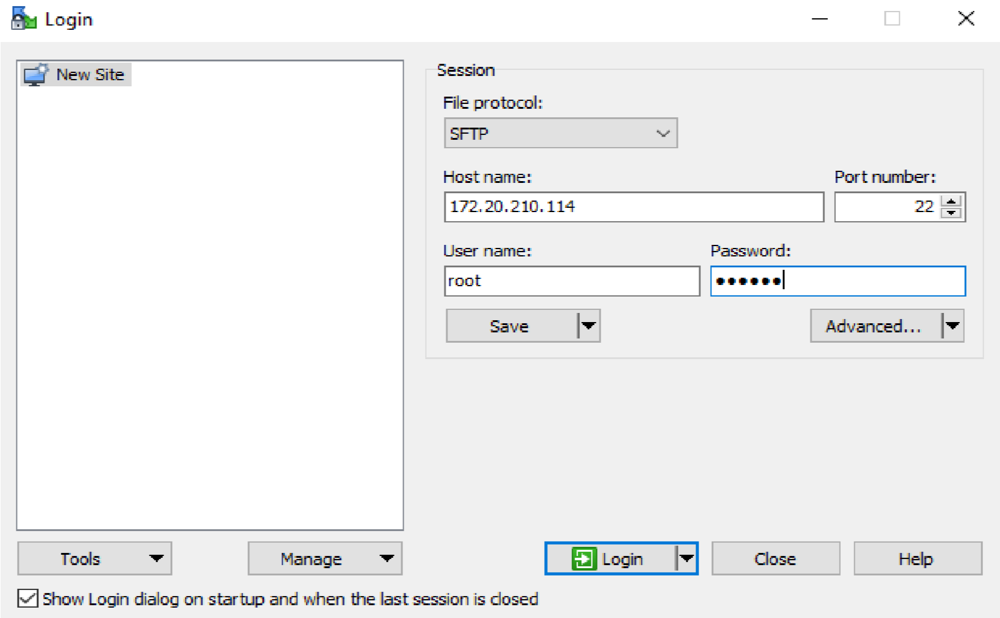 Login
New Site
Session
File protocol:
SFTP
Host name:
Port number:
172.20.210.114
22
User name:
Password:
root
••••••
Save
Advanced...
Tools
Manage
Login
Close
Help
Show Login dialog on startup and when the last session is closed